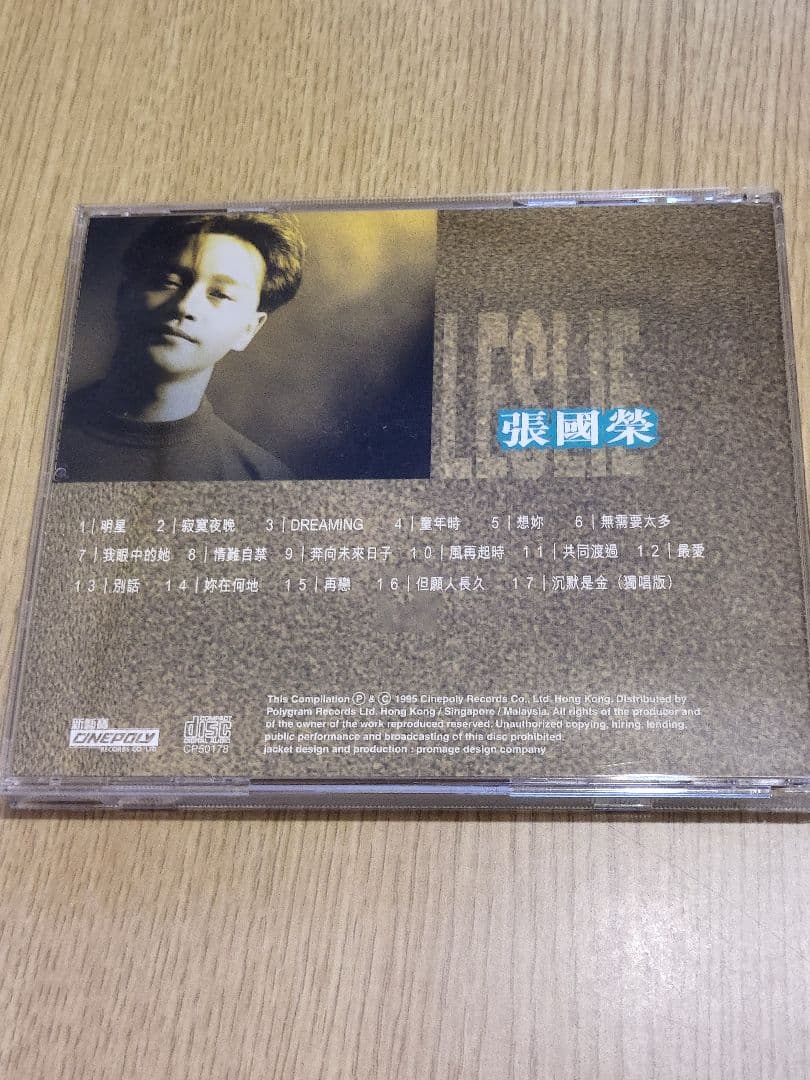 LESLIE
張國榮
1｜明星 2｜寂寞夜晚 3｜DREAMING 4｜童年時 5｜想妳 6｜無需要太多
7｜我眼中的她 8｜情難自禁 9｜奔向未來日子 10｜風再起時 11｜共同渡過 12｜最愛
13｜別話 14｜妳在何地 15｜再戀 16｜但願人長久 17｜沉默是金（獨唱版）
This Compilation Ⓟ & Ⓒ 1995 Cinepoly Records Co., Ltd. Hong Kong. Distributed by
Polygram Records Ltd. Hong Kong / Singapore / Malaysia. All rights of the producer and
of the owner of the work reproduced reserved. Unauthorized copying, hiring, lending,
public performance and broadcasting of this disc prohibited.
jacket design and production : promage design company
新藝寶
CINEPOLY
RECORDS CO. LTD.
COMPACT
disc
DIGITAL AUDIO
CP50178